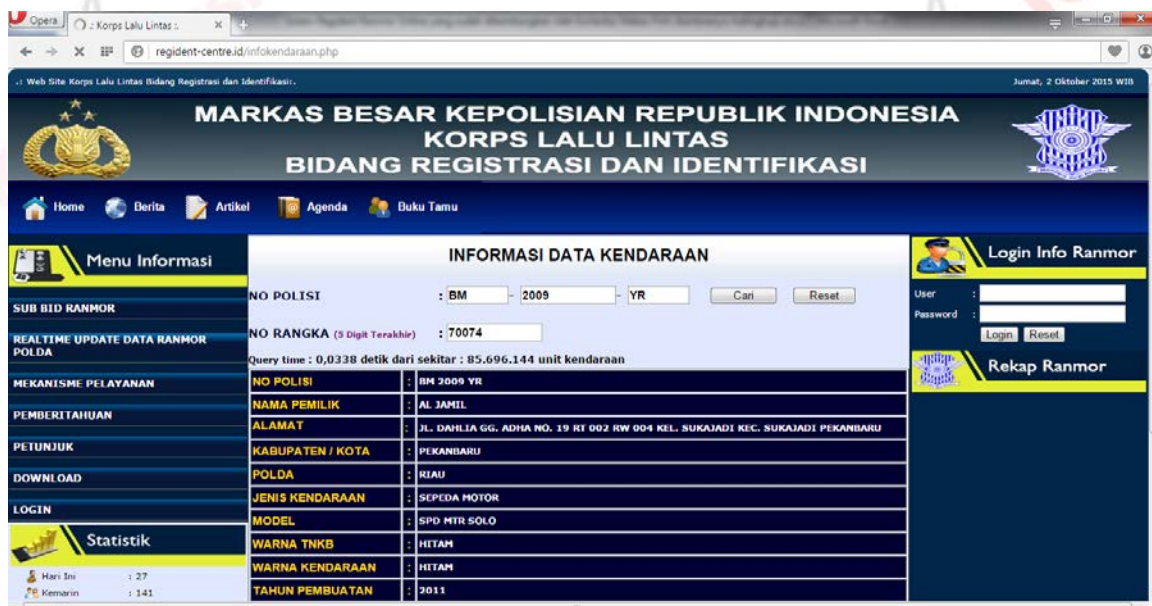 Opera
.: Korps Lalu Lintas :.
regident-centre.id/infokendaraan.php
.: Web Site Korps Lalu Lintas Bidang Registrasi dan Identifikasi:.
Jumat, 2 Oktober 2015 WIB
MARKAS BESAR KEPOLISIAN REPUBLIK INDONESIA
KORPS LALU LINTAS
BIDANG REGISTRASI DAN IDENTIFIKASI
Home Berita Artikel Agenda Buku Tamu
Menu Informasi
SUB BID RANMOR
REALTIME UPDATE DATA RANMOR
POLDA
MEKANISME PELAYANAN
PEMBERITAHUAN
PETUNJUK
DOWNLOAD
LOGIN
Statistik
Hari Ini : 27
Kemarin : 141
INFORMASI DATA KENDARAAN
NO POLISI : BM - 2009 - YR Cari Reset
NO RANGKA (5 Digit Terakhir) : 70074
Query time : 0,0338 detik dari sekitar : 85.696.144 unit kendaraan
NO POLISI : BM 2009 YR
NAMA PEMILIK : AL JAMIL
ALAMAT : JL. DAHLIA GG. ADHA NO. 19 RT 002 RW 004 KEL. SUKAJADI KEC. SUKAJADI PEKANBARU
KABUPATEN / KOTA : PEKANBARU
POLDA : RIAU
JENIS KENDARAAN : SEPEDA MOTOR
MODEL : SPD MTR SOLO
WARNA TNKB : HITAM
WARNA KENDARAAN : HITAM
TAHUN PEMBUATAN : 2011
Login Info Ranmor
User :
Password :
Login Reset
Rekap Ranmor